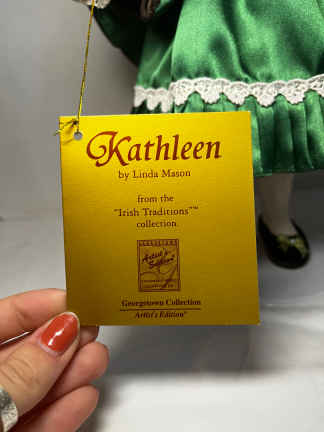 Kathleen
by Linda Mason
from the
"Irish Traditions"™
collection.
Artist's
Edition
Georgetown Collection
Artist's Edition®